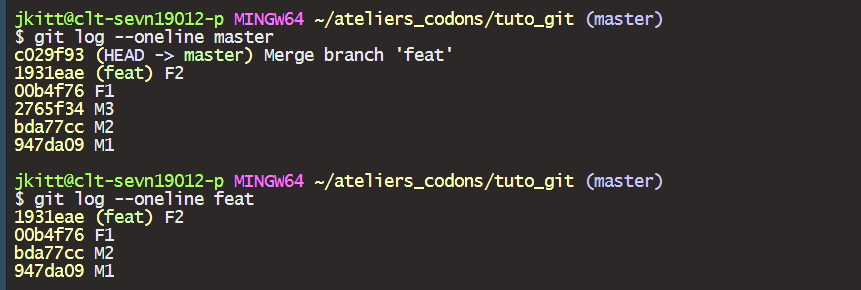 jkitt@clt-sevn19012-p MINGW64 ~/ateliers_codons/tuto_git (master)
$ git log --oneline master
c029f93 (HEAD -> master) Merge branch 'feat'
1931eae (feat) F2
00b4f76 F1
2765f34 M3
bda77cc M2
947da09 M1
jkitt@clt-sevn19012-p MINGW64 ~/ateliers_codons/tuto_git (master)
$ git log --oneline feat
1931eae (feat) F2
00b4f76 F1
bda77cc M2
947da09 M1